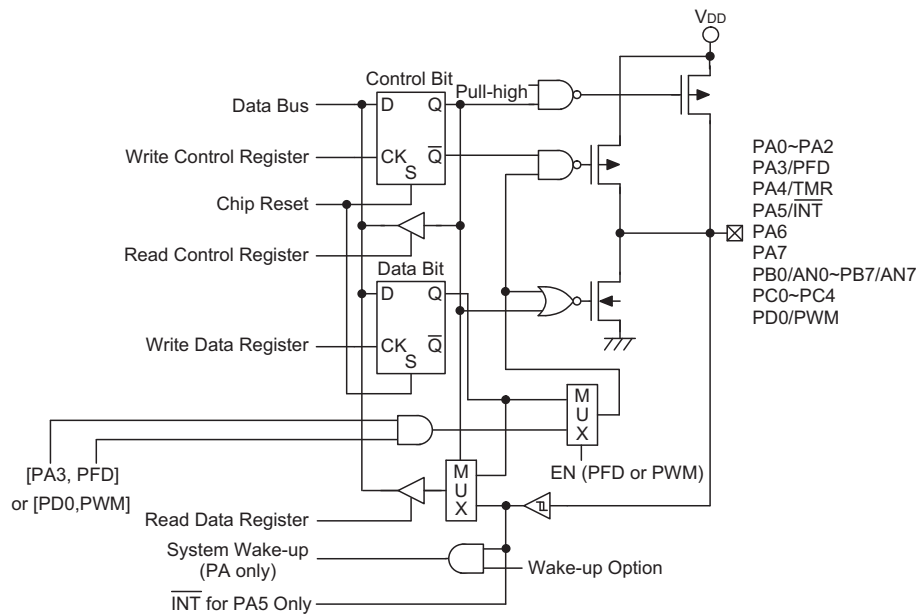 VDD
Control Bit
Pull-high
Data Bus
D
Q
Write Control Register
CK
Q̅
S
Chip Reset
Read Control Register
Data Bit
D
Q
Write Data Register
CK
Q̅
S
PA0~PA2
PA3/PFD
PA4/TMR
PA5/I̅N̅T̅
PA6
PA7
PB0/AN0~PB7/AN7
PC0~PC4
PD0/PWM
M
U
X
[PA3, PFD]
or [PD0,PWM]
EN (PFD or PWM)
M
U
X
Read Data Register
System Wake-up
(PA only)
Wake-up Option
I̅N̅T̅ for PA5 Only